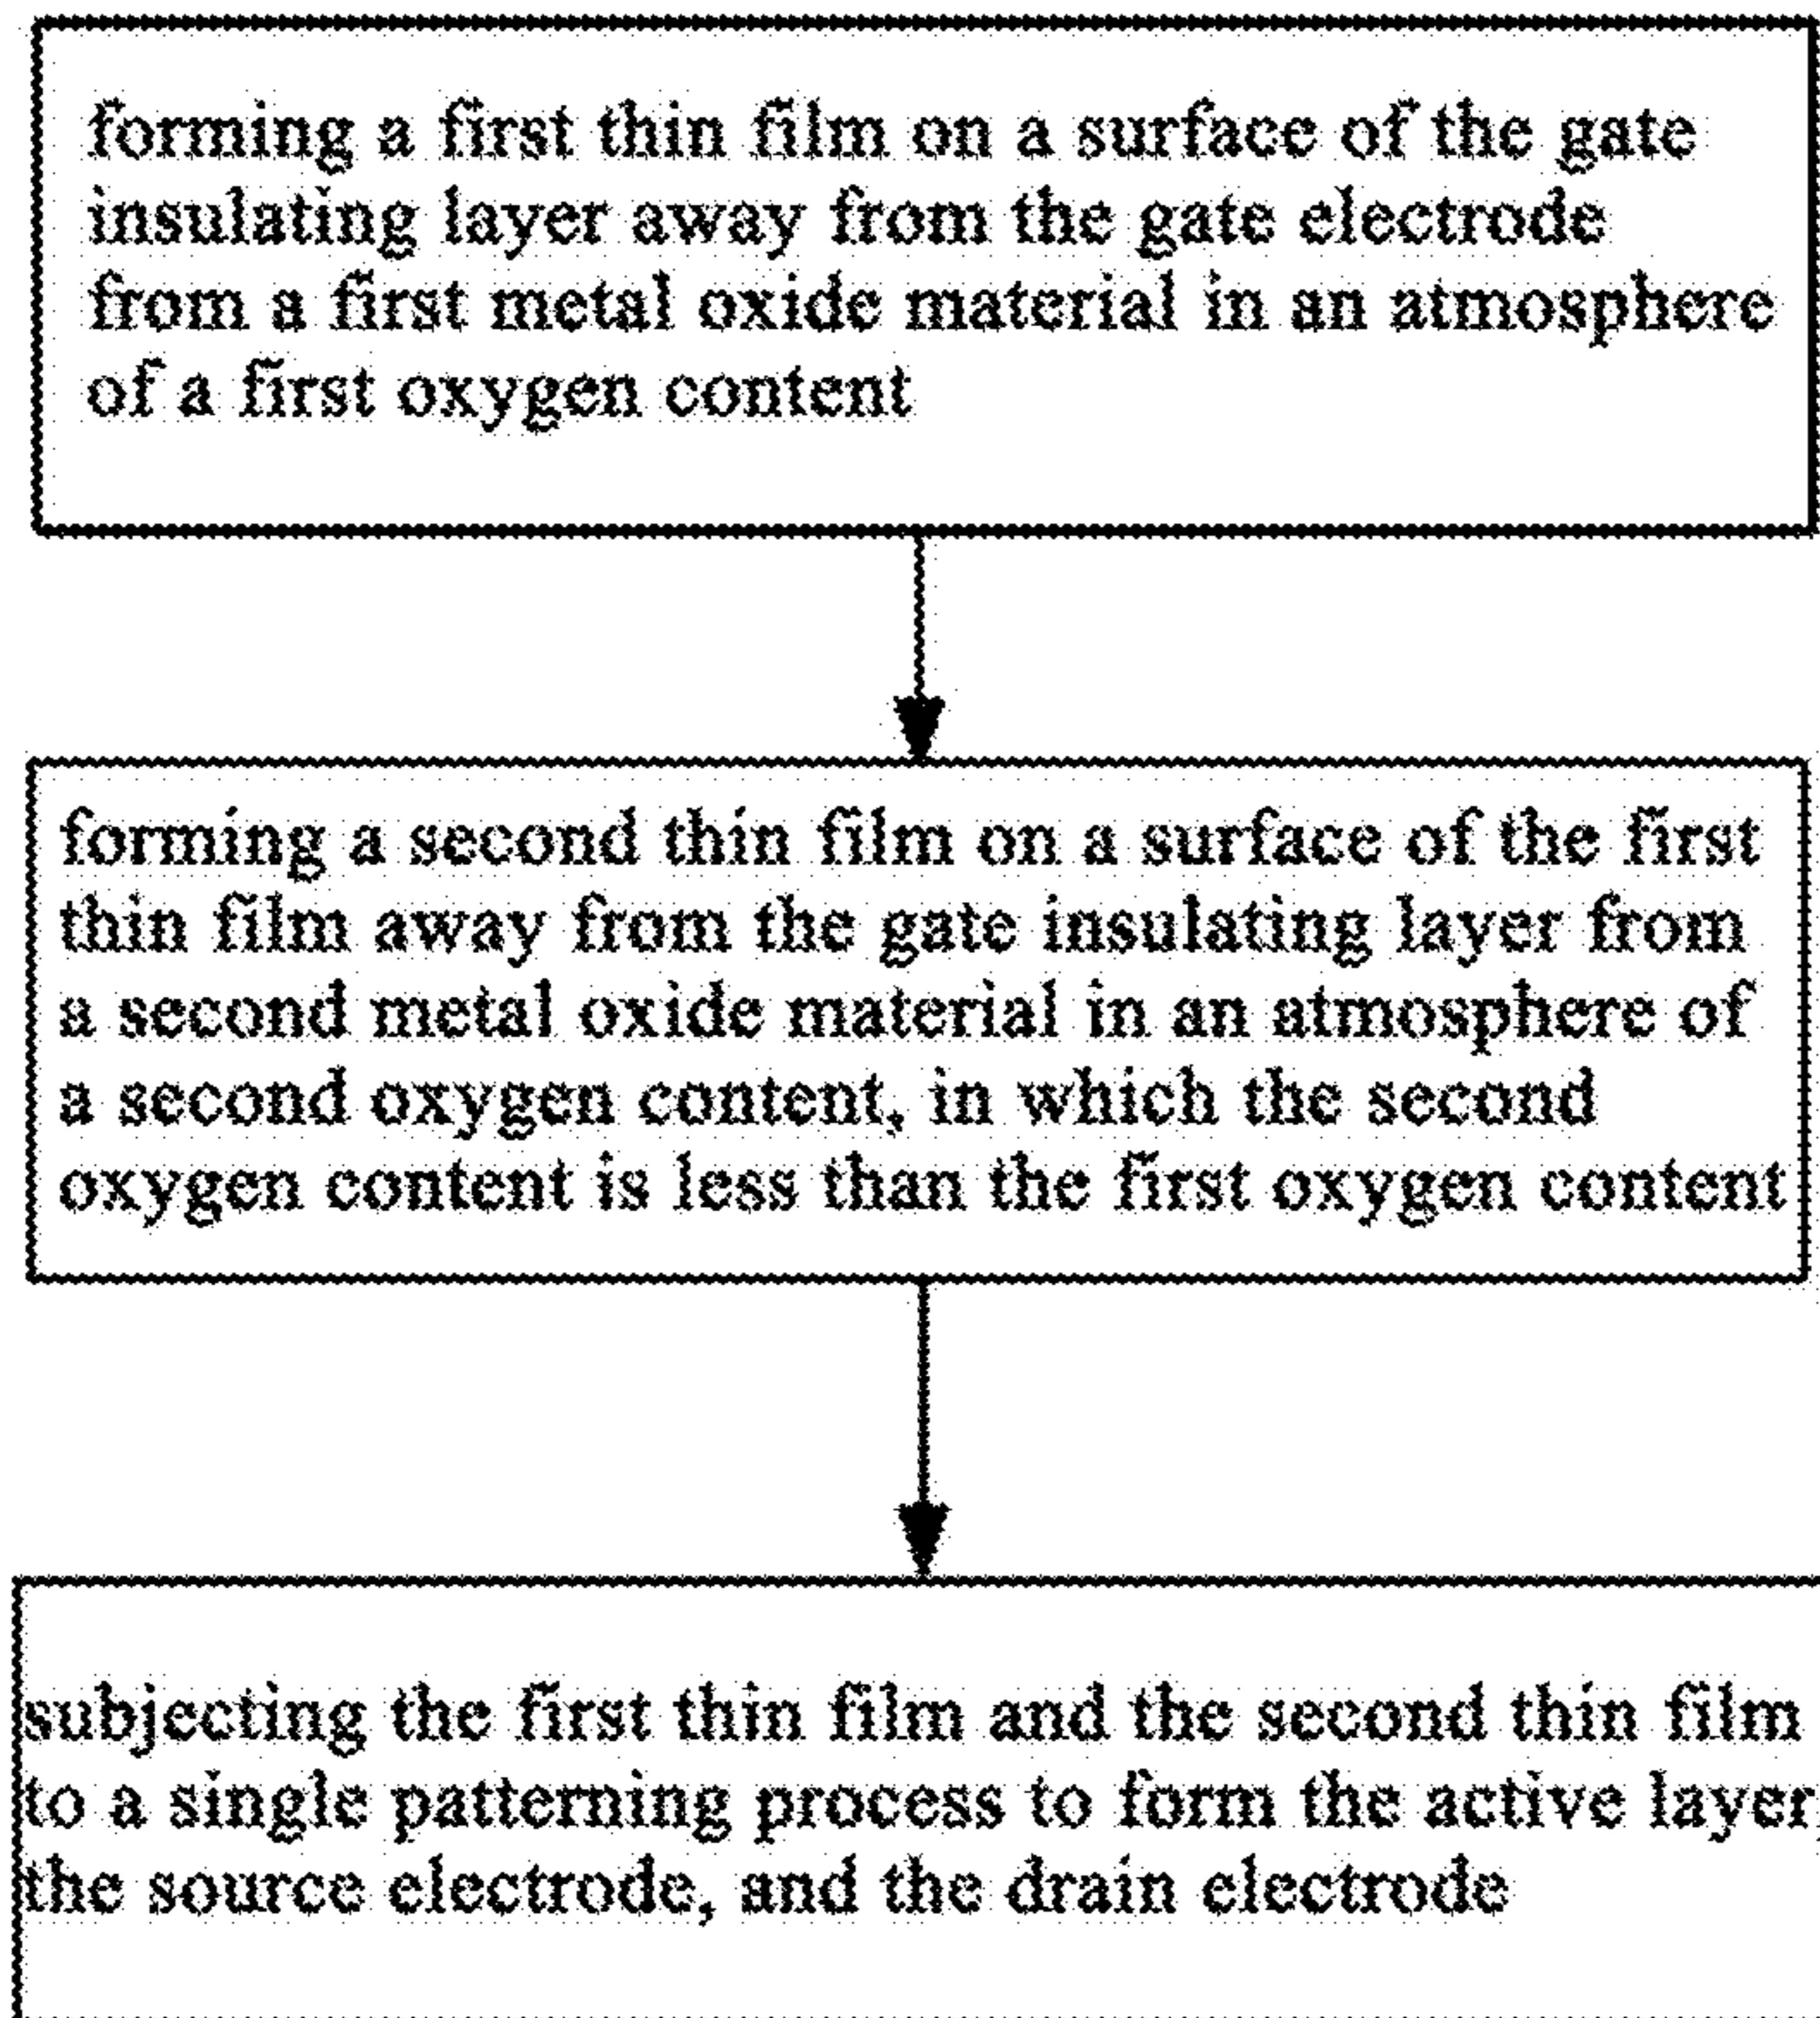 forming a first thin film on a surface of the gate
insulating layer away from the gate electrode
from a first metal oxide material in an atmosphere
of a first oxygen content
forming a second thin film on a surface of the first
thin film away from the gate insulating layer from
a second metal oxide material in an atmosphere of
a second oxygen content, in which the second
oxygen content is less than the first oxygen content
subjecting the first thin film and the second thin film
to a single patterning process to form the active layer,
the source electrode, and the drain electrode